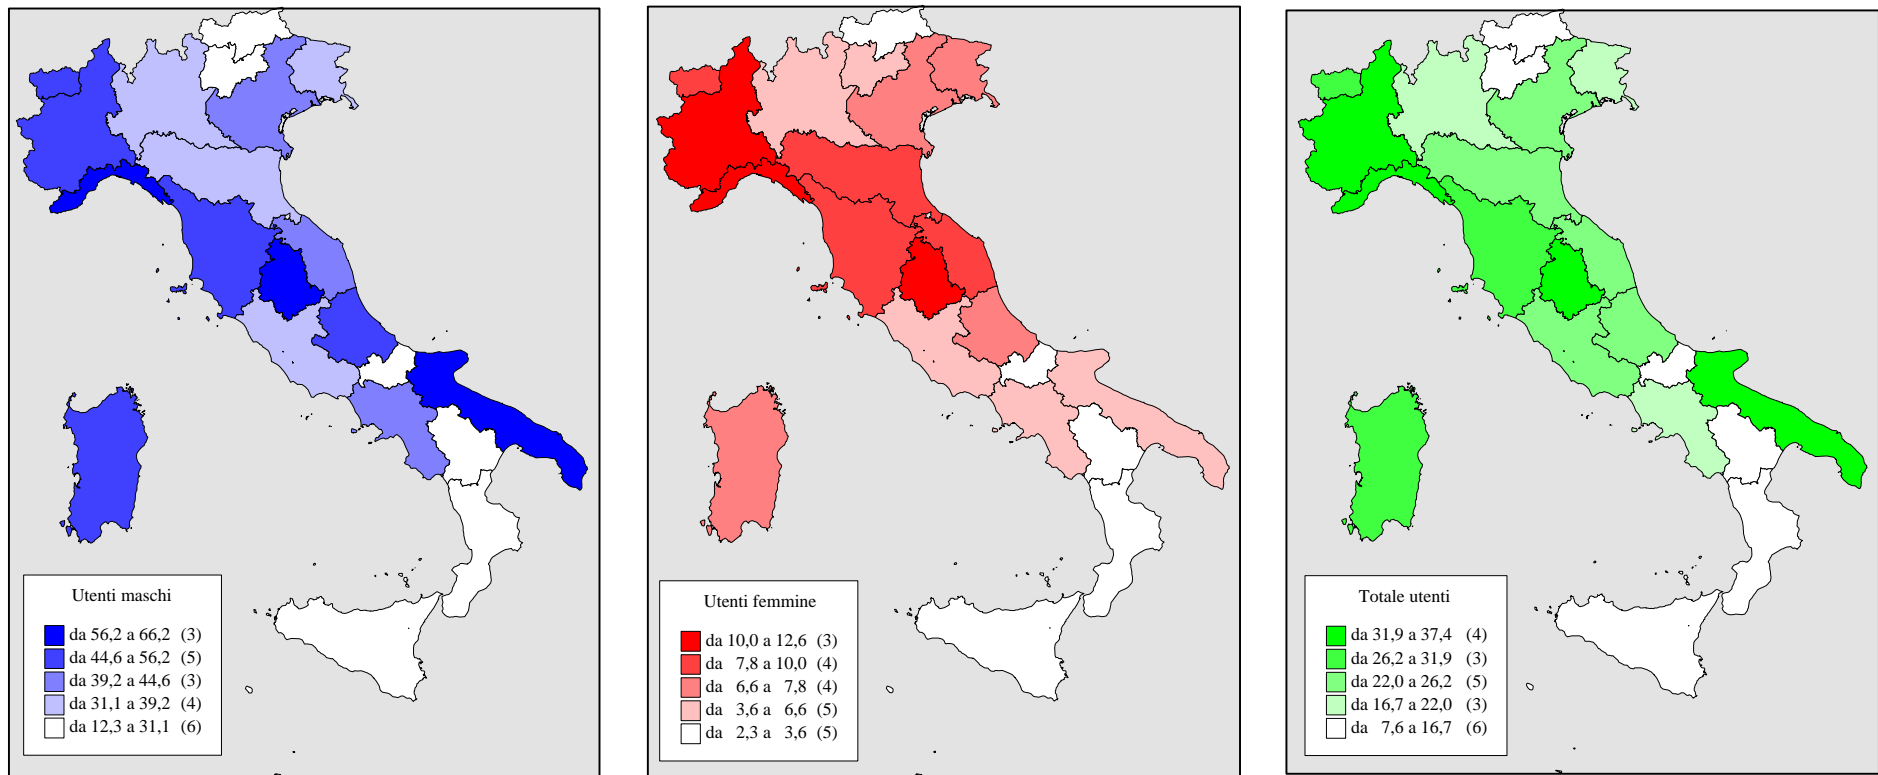 Utenti maschi
da 56,2 a 66,2 (3)
da 44,6 a 56,2 (5)
da 39,2 a 44,6 (3)
da 31,1 a 39,2 (4)
da 12,3 a 31,1 (6)
Utenti femmine
da 10,0 a 12,6 (3)
da 7,8 a 10,0 (4)
da 6,6 a 7,8 (4)
da 3,6 a 6,6 (5)
da 2,3 a 3,6 (5)
Totale utenti
da 31,9 a 37,4 (4)
da 26,2 a 31,9 (3)
da 22,0 a 26,2 (5)
da 16,7 a 22,0 (3)
da 7,6 a 16,7 (6)